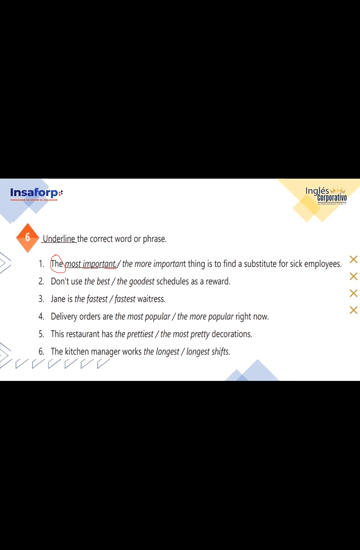 Insaforp
Inglés
Corporativo
6 Underline the correct word or phrase.
1. The most important / the more important thing is to find a substitute for sick employees.
2. Don't use the best / the goodest schedules as a reward.
3. Jane is the fastest / fastest waitress.
4. Delivery orders are the most popular / the more popular right now.
5. This restaurant has the prettiest / the most pretty decorations.
6. The kitchen manager works the longest / longest shifts.